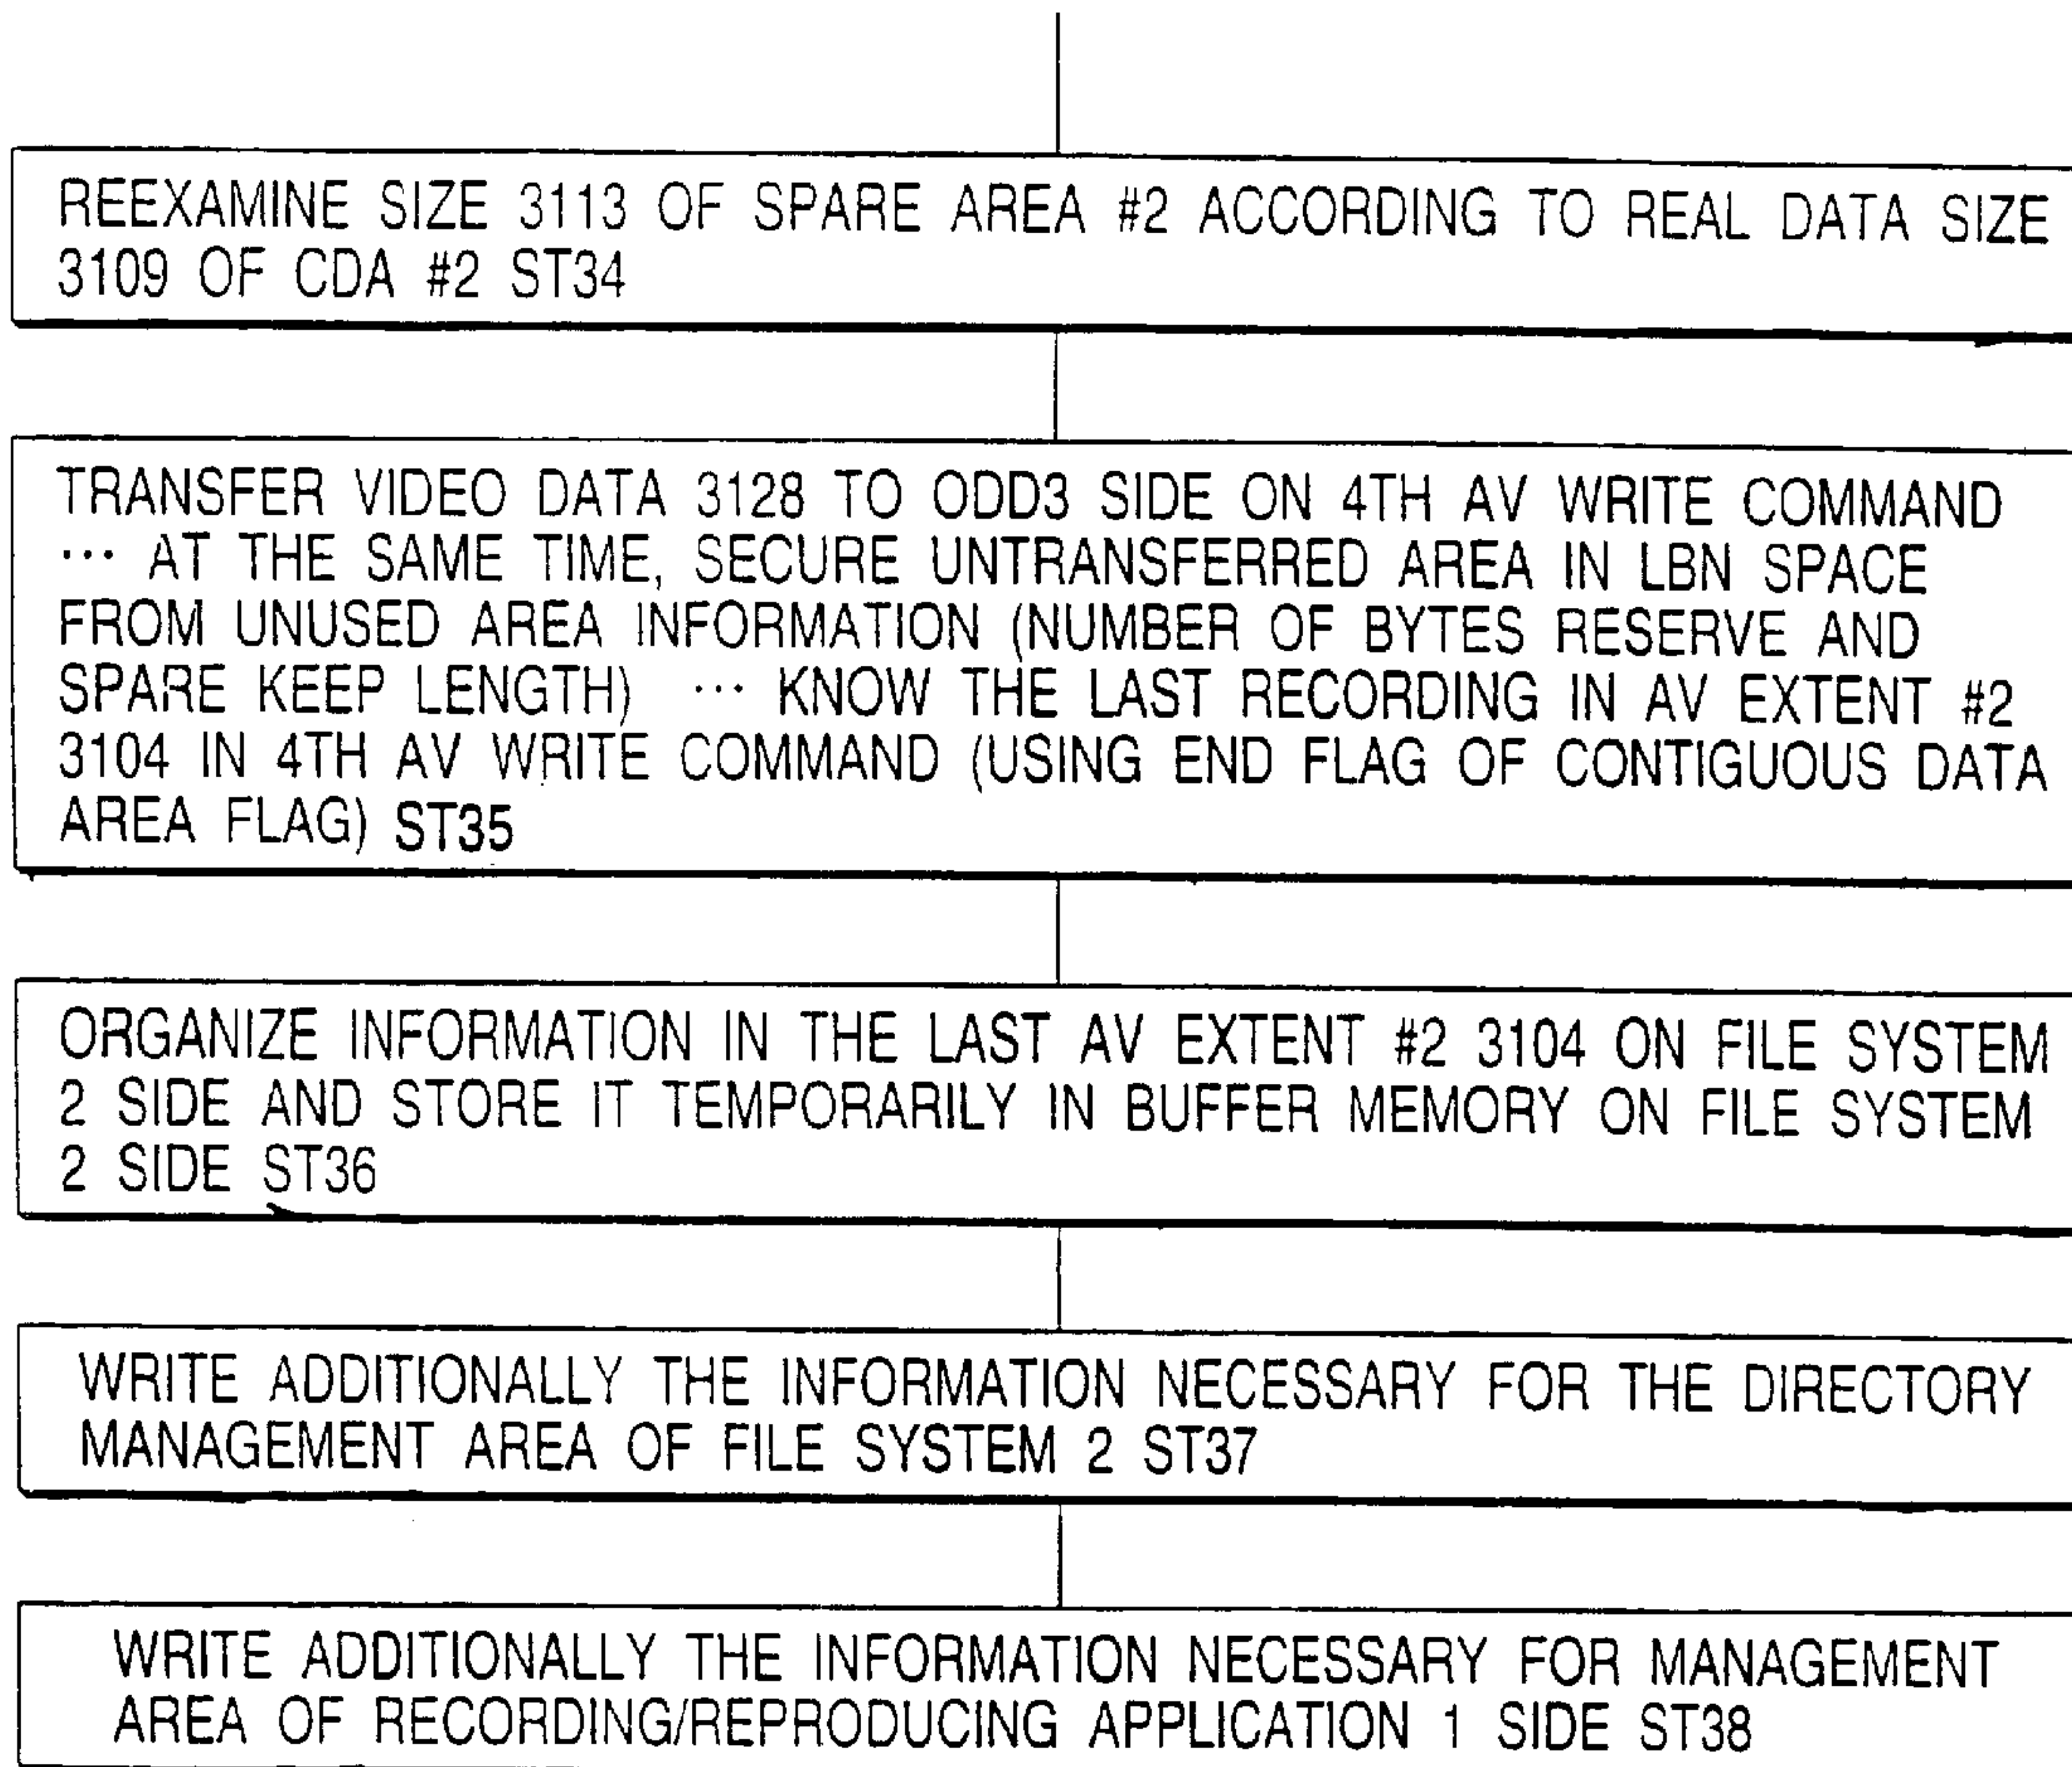 REEXAMINE SIZE 3113 OF SPARE AREA #2 ACCORDING TO REAL DATA SIZE
3109 OF CDA #2 ST34
TRANSFER VIDEO DATA 3128 TO ODD3 SIDE ON 4TH AV WRITE COMMAND
··· AT THE SAME TIME, SECURE UNTRANSFERRED AREA IN LBN SPACE
FROM UNUSED AREA INFORMATION (NUMBER OF BYTES RESERVE AND
SPARE KEEP LENGTH) ··· KNOW THE LAST RECORDING IN AV EXTENT #2
3104 IN 4TH AV WRITE COMMAND (USING END FLAG OF CONTIGUOUS DATA
AREA FLAG) ST35
ORGANIZE INFORMATION IN THE LAST AV EXTENT #2 3104 ON FILE SYSTEM
2 SIDE AND STORE IT TEMPORARILY IN BUFFER MEMORY ON FILE SYSTEM
2 SIDE ST36
WRITE ADDITIONALLY THE INFORMATION NECESSARY FOR THE DIRECTORY
MANAGEMENT AREA OF FILE SYSTEM 2 ST37
WRITE ADDITIONALLY THE INFORMATION NECESSARY FOR MANAGEMENT
AREA OF RECORDING/REPRODUCING APPLICATION 1 SIDE ST38